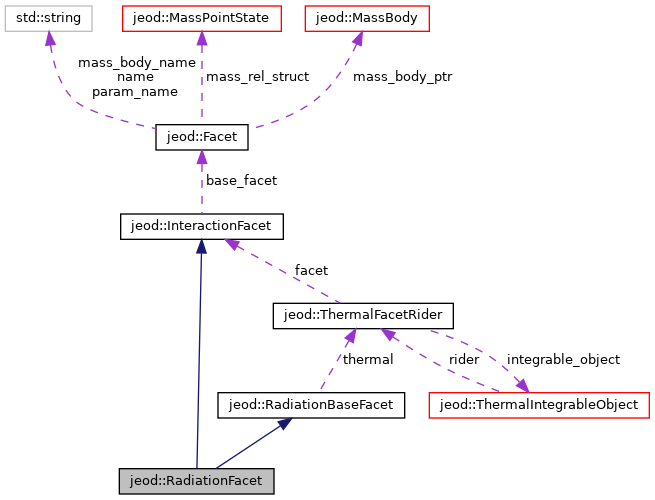 std::string
jeod::MassPointState
jeod::MassBody
mass_body_name
name
param_name
mass_rel_struct
mass_body_ptr
jeod::Facet
base_facet
jeod::InteractionFacet
facet
jeod::ThermalFacetRider
thermal
rider
integrable_object
jeod::RadiationBaseFacet
jeod::ThermalIntegrableObject
jeod::RadiationFacet